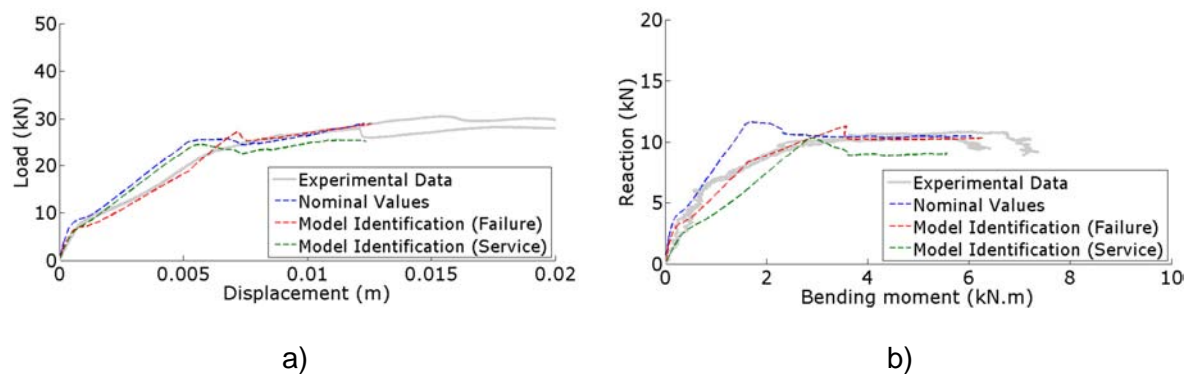 50
40
30
20
10
0
Load (kN)
Experimental Data
Nominal Values
Model Identification (Failure)
Model Identification (Service)
0 0.005 0.01 0.015 0.02
Displacement (m)
a)
20
15
10
5
0
Reaction (kN)
Experimental Data
Nominal Values
Model Identification (Failure)
Model Identification (Service)
0 2 4 6 8 10
Bending moment (kN.m)
b)